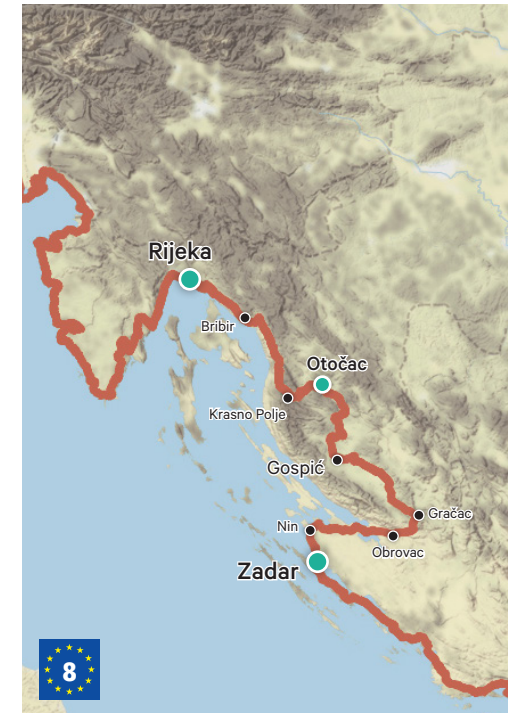 Rijeka
Bribir
Otočac
Krasno Polje
Gospić
Gračac
Nin
Obrovac
Zadar
8